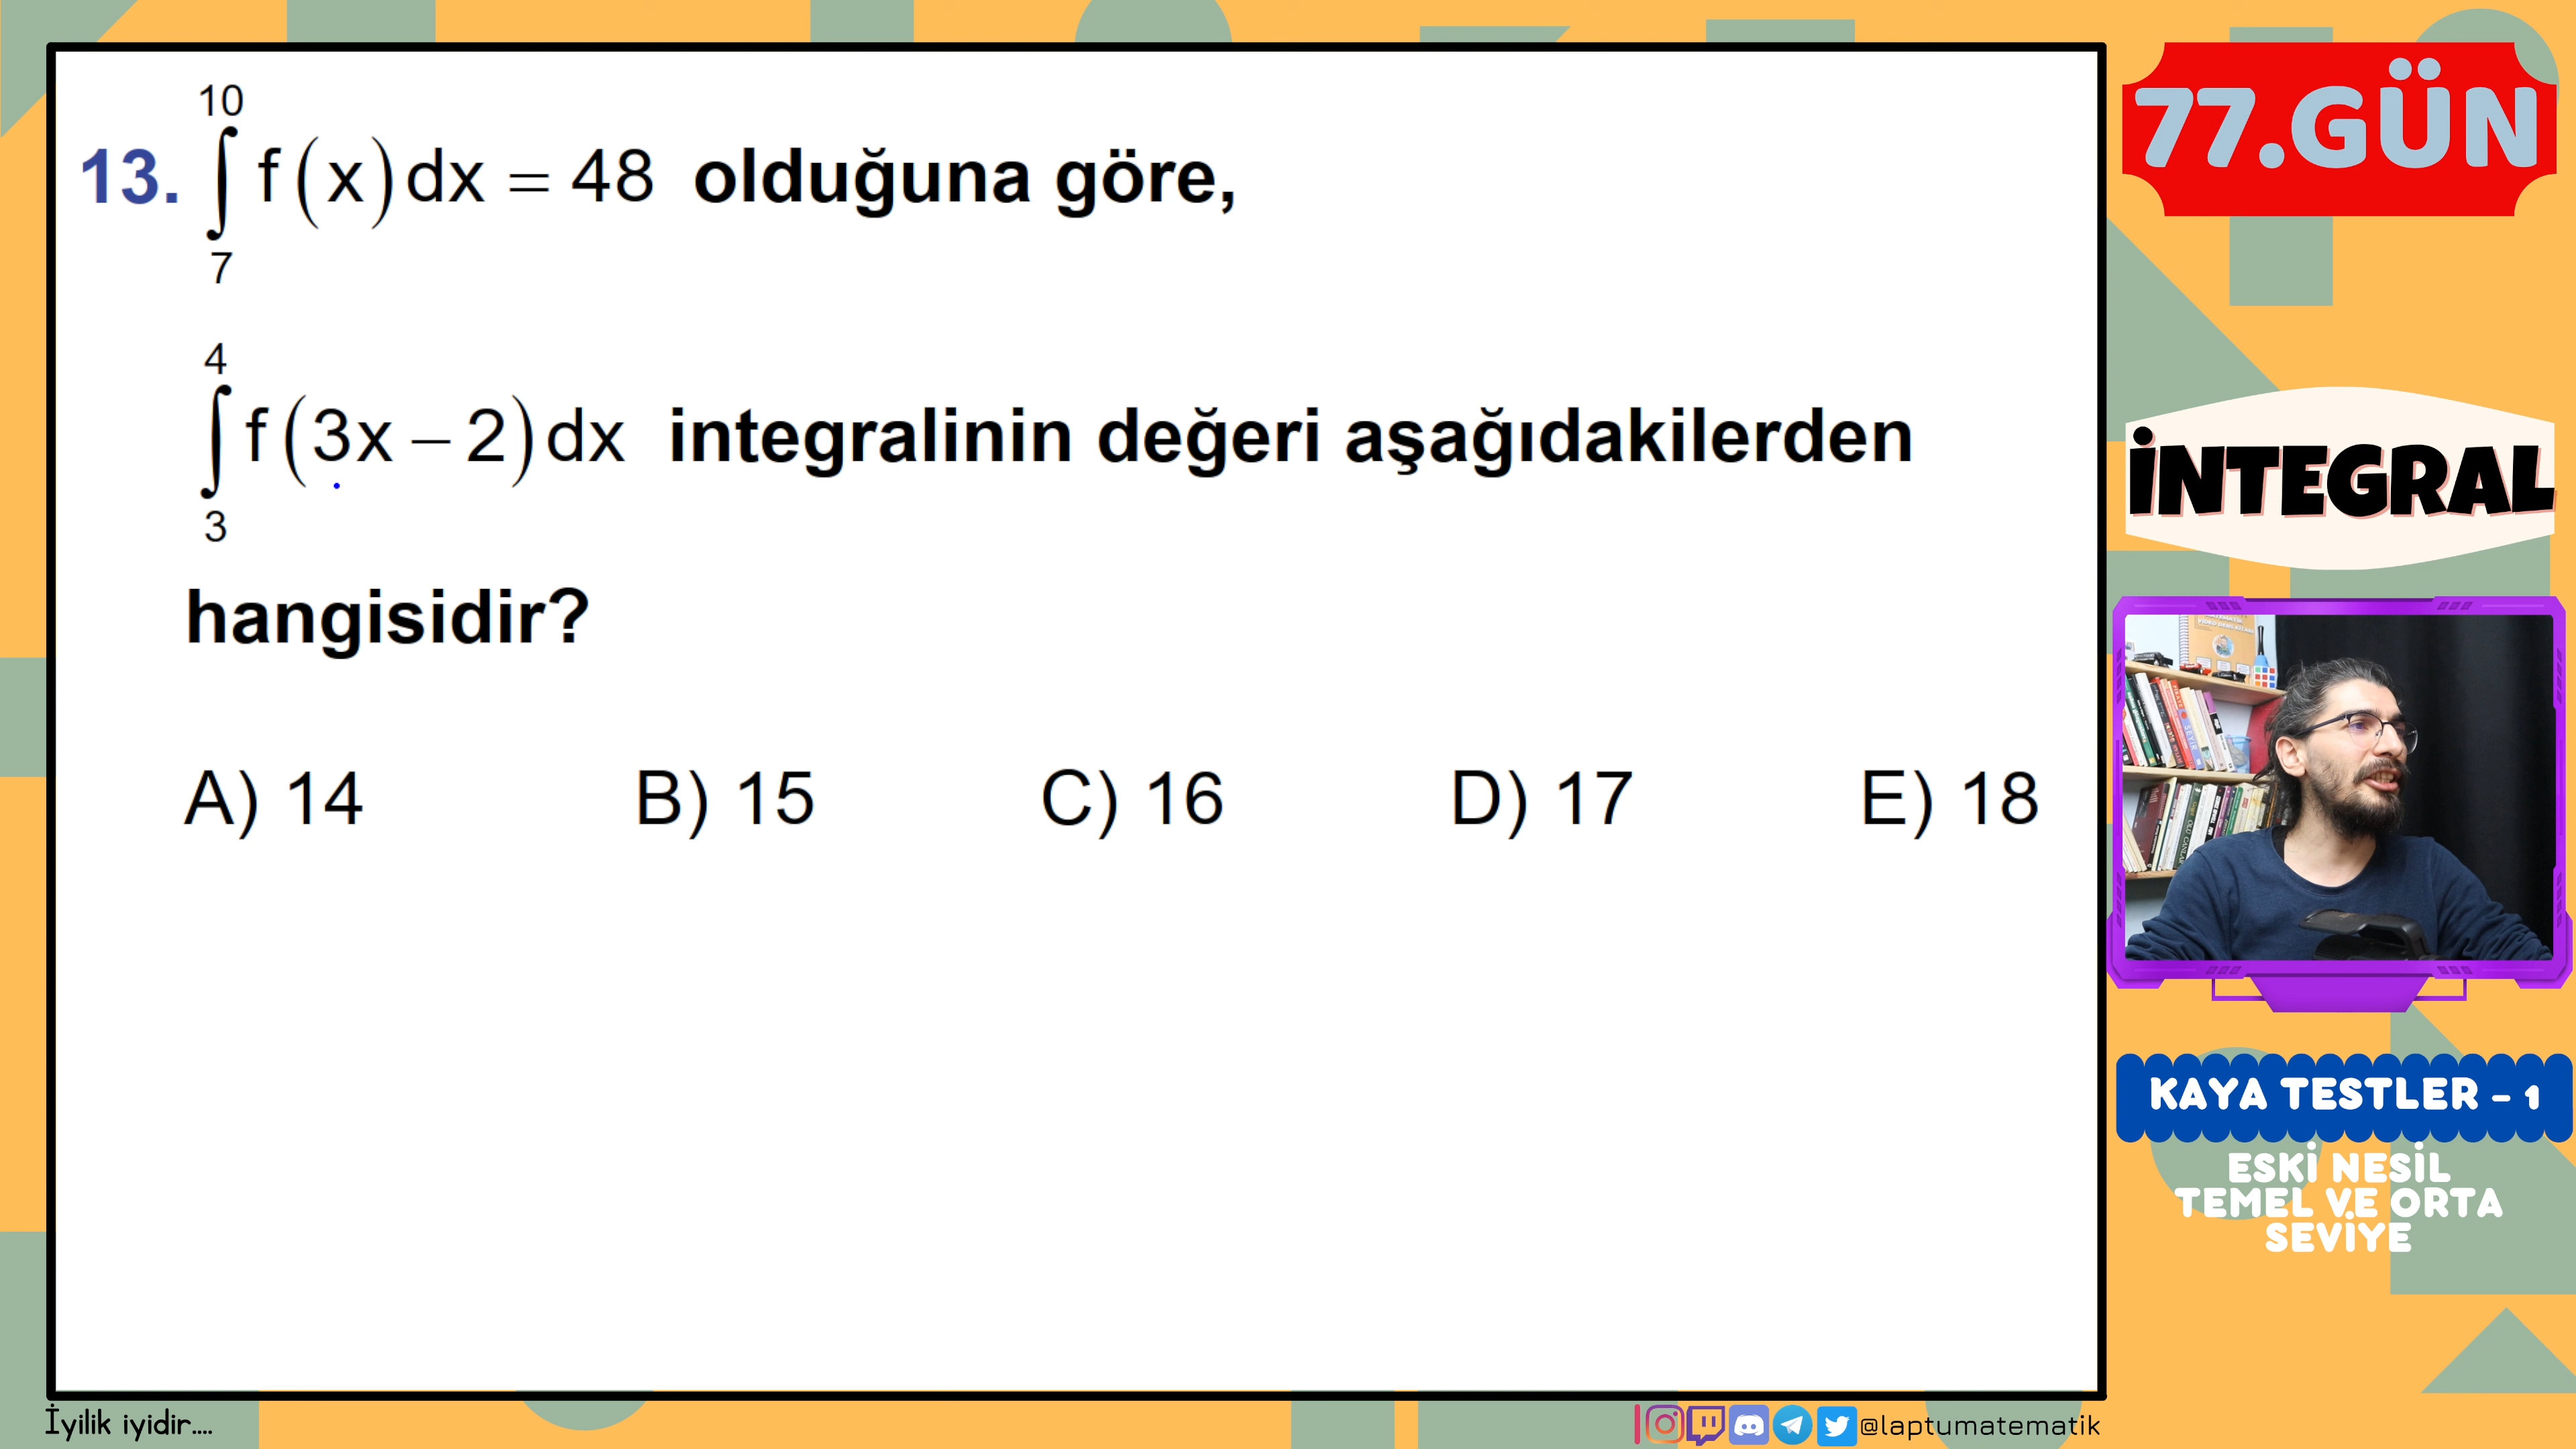 13. ∫₇¹⁰ f(x)dx = 48 olduğuna göre,
∫₃⁴ f(3x – 2)dx integralinin değeri aşağıdakilerden
hangisidir?
A) 14 B) 15 C) 16 D) 17 E) 18
77.GÜN
İNTEGRAL
KAYA TESTLER - 1
ESKİ NESİL
TEMEL VE ORTA
SEVİYE
İyilik iyidir....
@laptumatematik